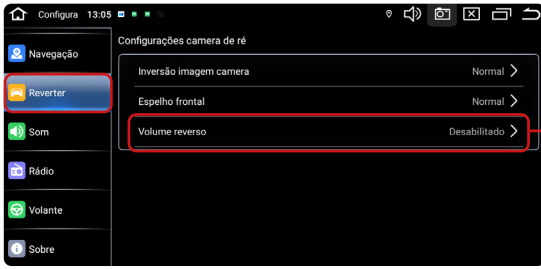 Configura 13:05
Configurações camera de ré
Navegação
Inversão imagem camera Normal
Reverter
Espelho frontal Normal
Som
Volume reverso Desabilitado
Rádio
Volante
Sobre